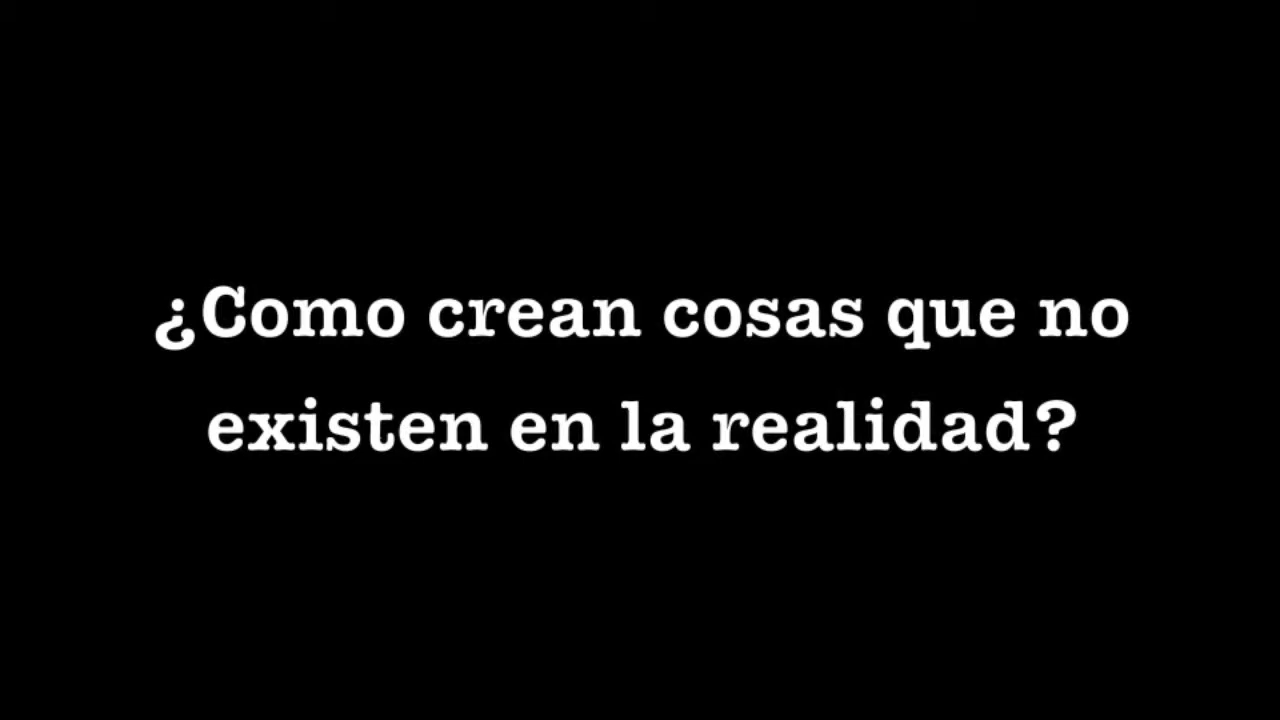 ¿Como crean cosas que no
existen en la realidad?